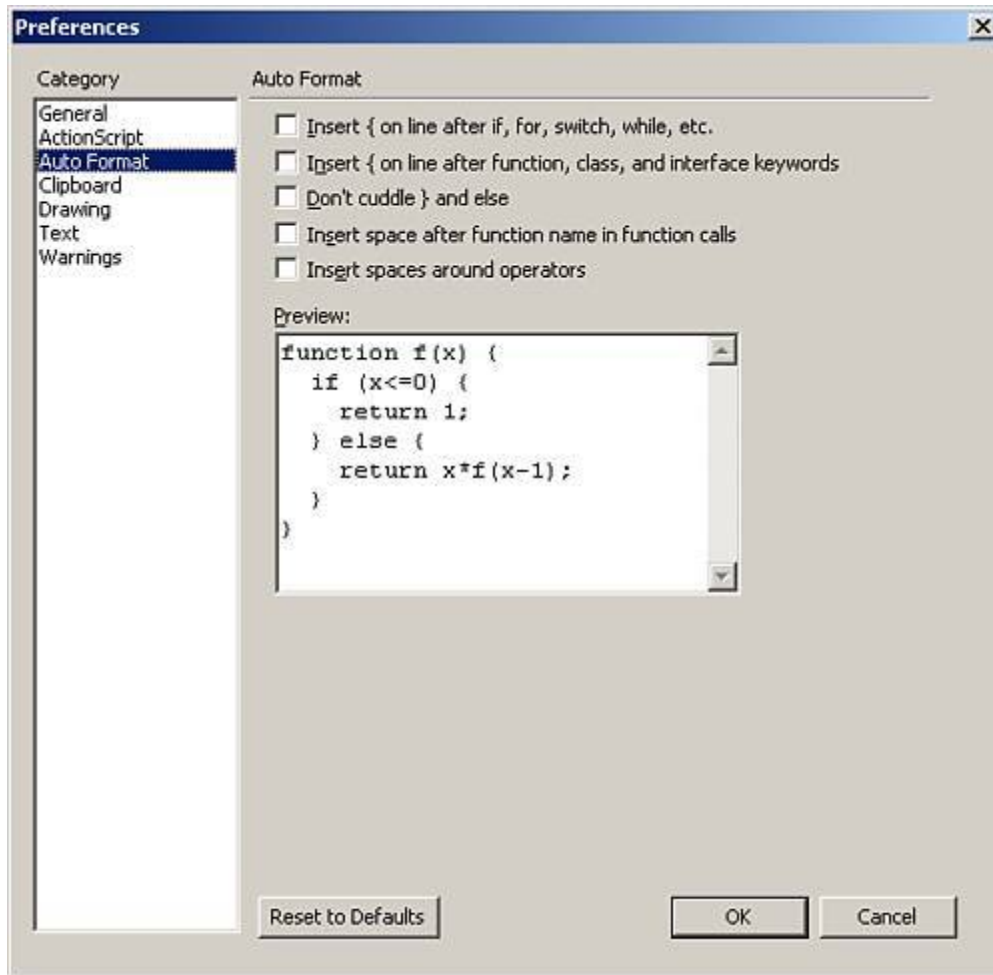 Preferences
Category
General
ActionScript
Auto Format
Clipboard
Drawing
Text
Warnings
Auto Format
Insert { on line after if, for, switch, while, etc.
Insert { on line after function, class, and interface keywords
Don't cuddle } and else
Insert space after function name in function calls
Insert spaces around operators
Preview:
function f(x) {
  if (x<=0) {
    return 1;
  } else {
    return x*f(x-1);
  }
}
Reset to Defaults
OK
Cancel